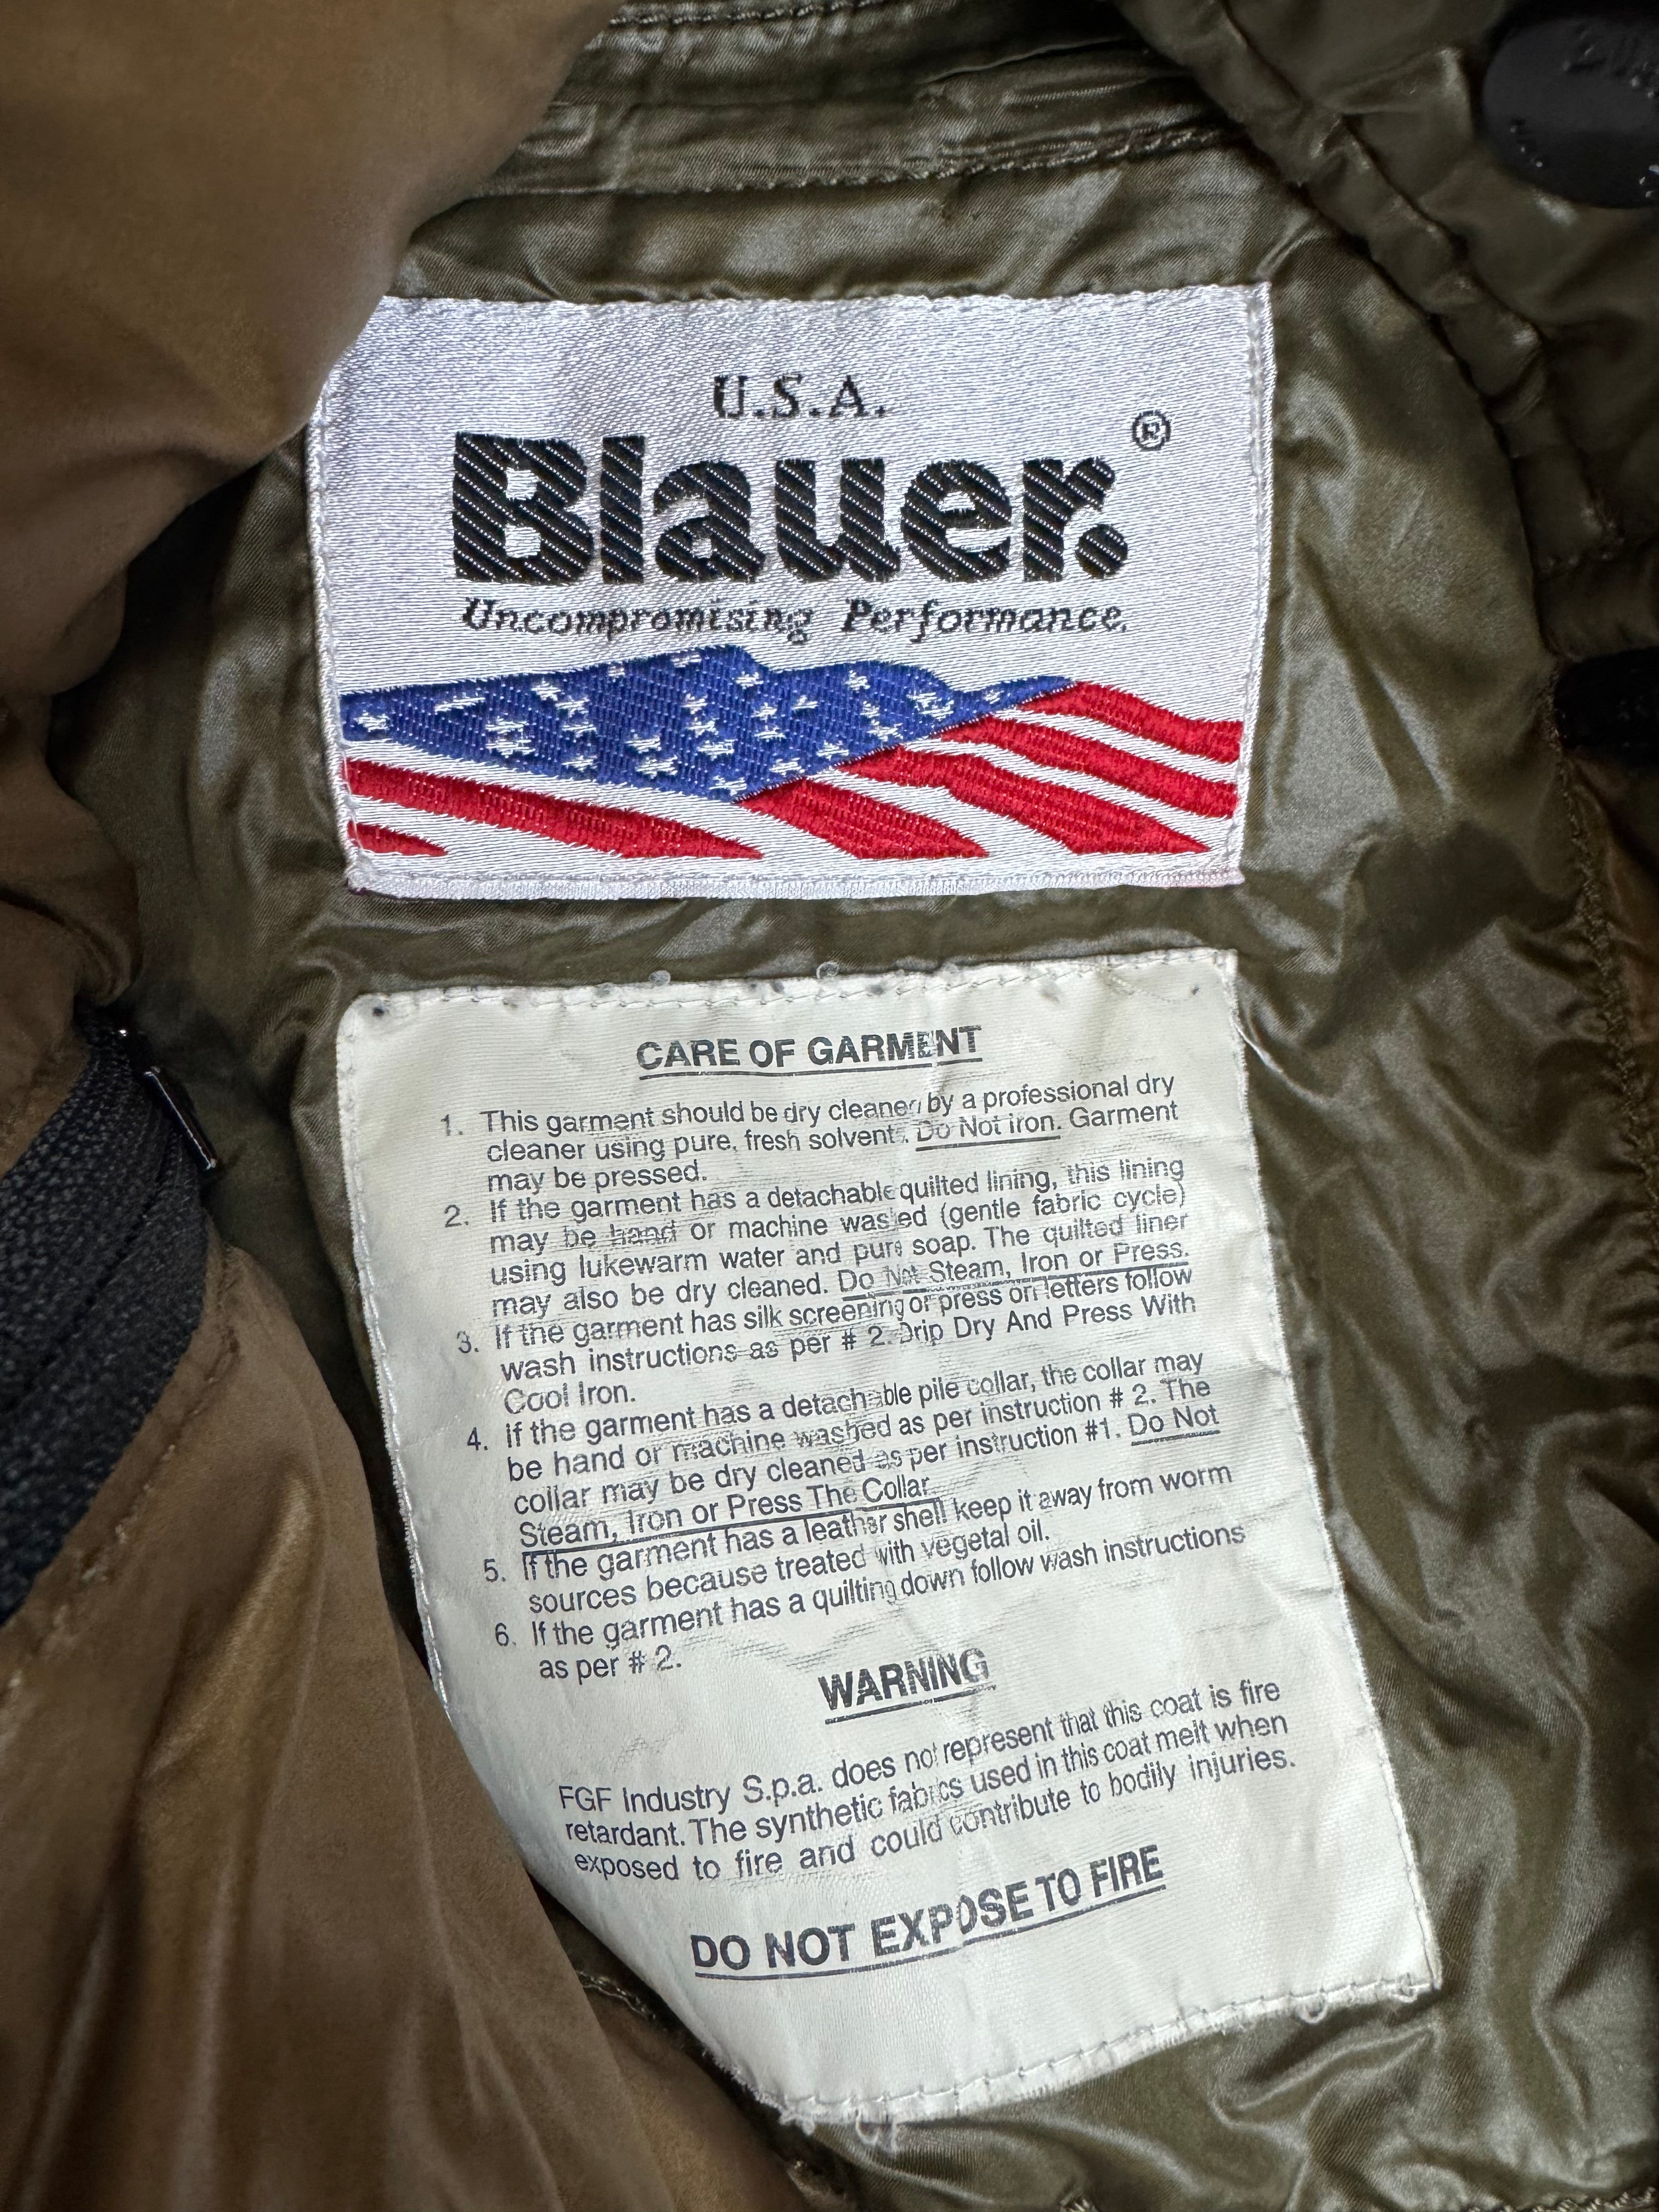 U.S.A.
Blauer.®
Uncompromising Performance.
CARE OF GARMENT
1. This garment should be dry cleaned by a professional dry
cleaner using pure, fresh solvents. Do Not iron. Garment
may be pressed.
2. If the garment has a detachable quilted lining, this lining
may be hand or machine washed (gentle fabric cycle)
using lukewarm water and pure soap. The quilted liner
may also be dry cleaned. Do Not Steam, Iron or Press.
3. If the garment has silk screening or press on letters follow
wash instructions as per # 2. Drip Dry And Press With
Cool Iron.
4. If the garment has a detachable pile collar, the collar may
be hand or machine washed as per instruction # 2. The
collar may be dry cleaned as per instruction #1. Do Not
Steam, Iron or Press The Collar
5. If the garment has a leather shell keep it away from worm
sources because treated with vegetal oil.
6. If the garment has a quilting down follow wash instructions
as per # 2.
WARNING
FGF Industry S.p.a. does not represent that this coat is fire
retardant. The synthetic fabrics used in this coat melt when
exposed to fire and could contribute to bodily injuries.
DO NOT EXPOSE TO FIRE